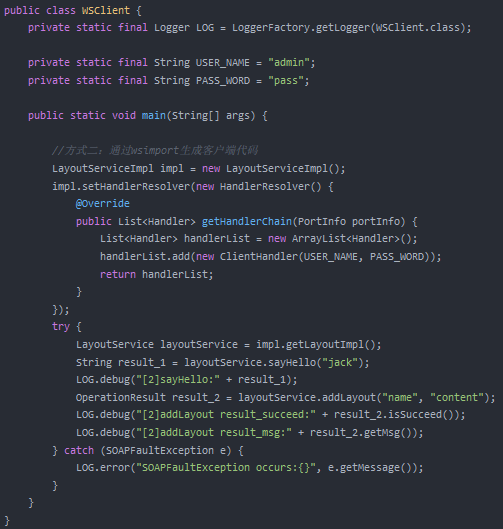 public class WSClient {
    private static final Logger LOG = LoggerFactory.getLogger(WSClient.class);

    private static final String USER_NAME = "admin";
    private static final String PASS_WORD = "pass";

    public static void main(String[] args) {

        //方式二：通过wsimport生成客户端代码
        LayoutServiceImpl impl = new LayoutServiceImpl();
        impl.setHandlerResolver(new HandlerResolver() {
            @Override
            public List<Handler> getHandlerChain(PortInfo portInfo) {
                List<Handler> handlerList = new ArrayList<Handler>();
                handlerList.add(new ClientHandler(USER_NAME, PASS_WORD));
                return handlerList;
            }
        });
        try {
            LayoutService layoutService = impl.getLayoutImpl();
            String result_1 = layoutService.sayHello("jack");
            LOG.debug("[2]sayHello:" + result_1);
            OperationResult result_2 = layoutService.addLayout("name", "content");
            LOG.debug("[2]addLayout result_succeed:" + result_2.isSucceed());
            LOG.debug("[2]addLayout result_msg:" + result_2.getMsg());
        } catch (SOAPFaultException e) {
            LOG.error("SOAPFaultException occurs:{}", e.getMessage());
        }
    }
}